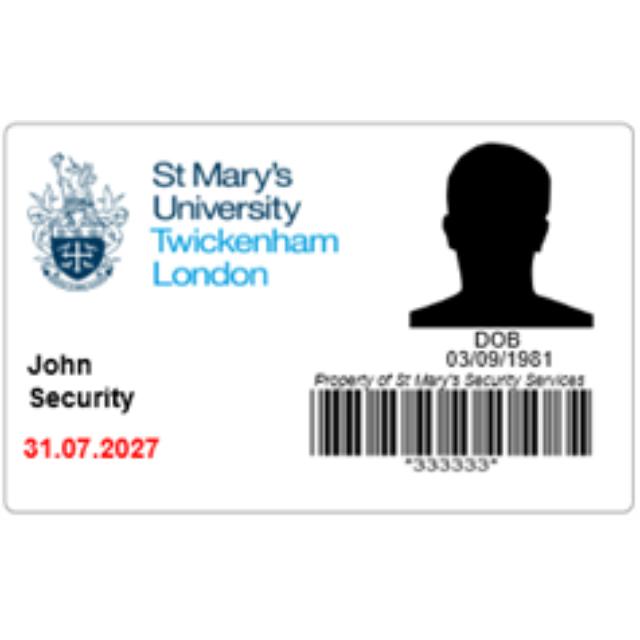 St Mary's
University
Twickenham
London
DOB
03/09/1981
John
Security
31.07.2027
Property of St Mary's Security Services
*333333*